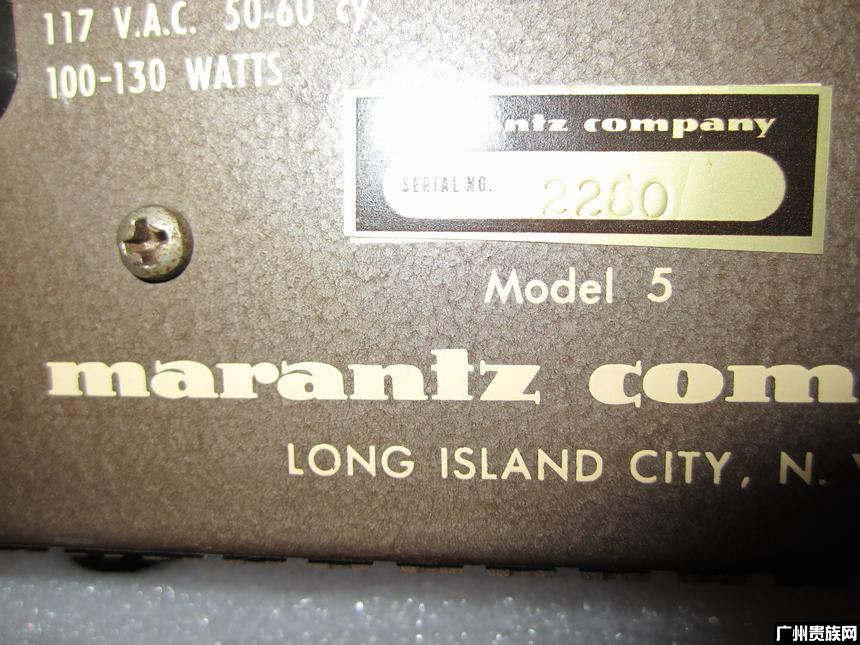 117 V.A.C. 50-60 cy.
100-130 WATTS
ntz company
SERIAL NO. 2280
Model 5
marantz com
LONG ISLAND CITY, N.
广州贵族网